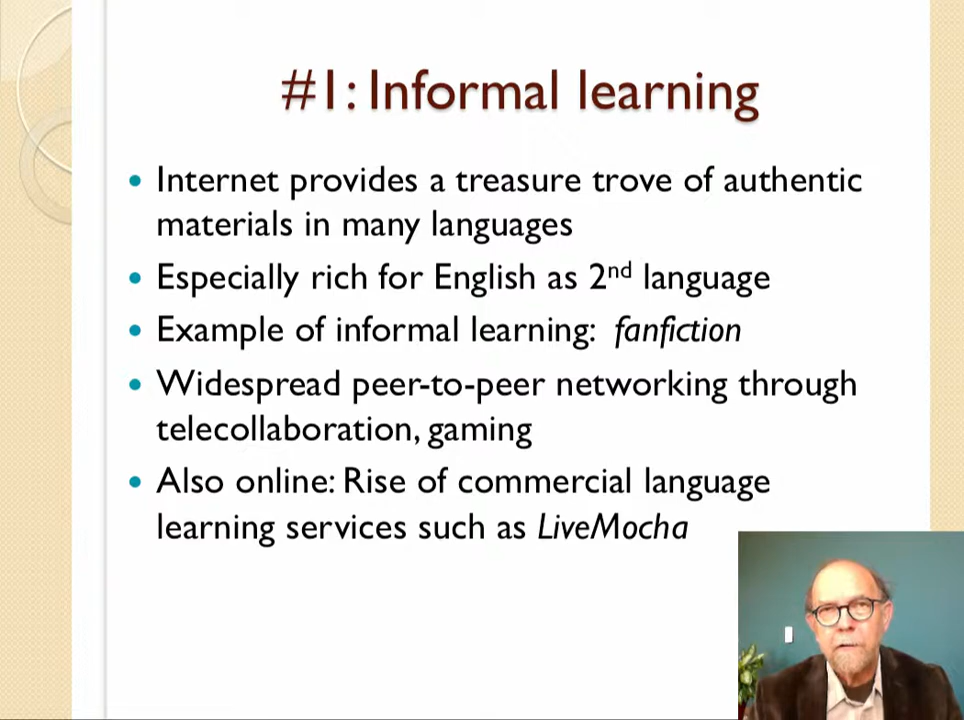 #1: Informal learning
• Internet provides a treasure trove of authentic
materials in many languages
• Especially rich for English as 2nd language
• Example of informal learning: fanfiction
• Widespread peer-to-peer networking through
telecollaboration, gaming
• Also online: Rise of commercial language
learning services such as LiveMocha